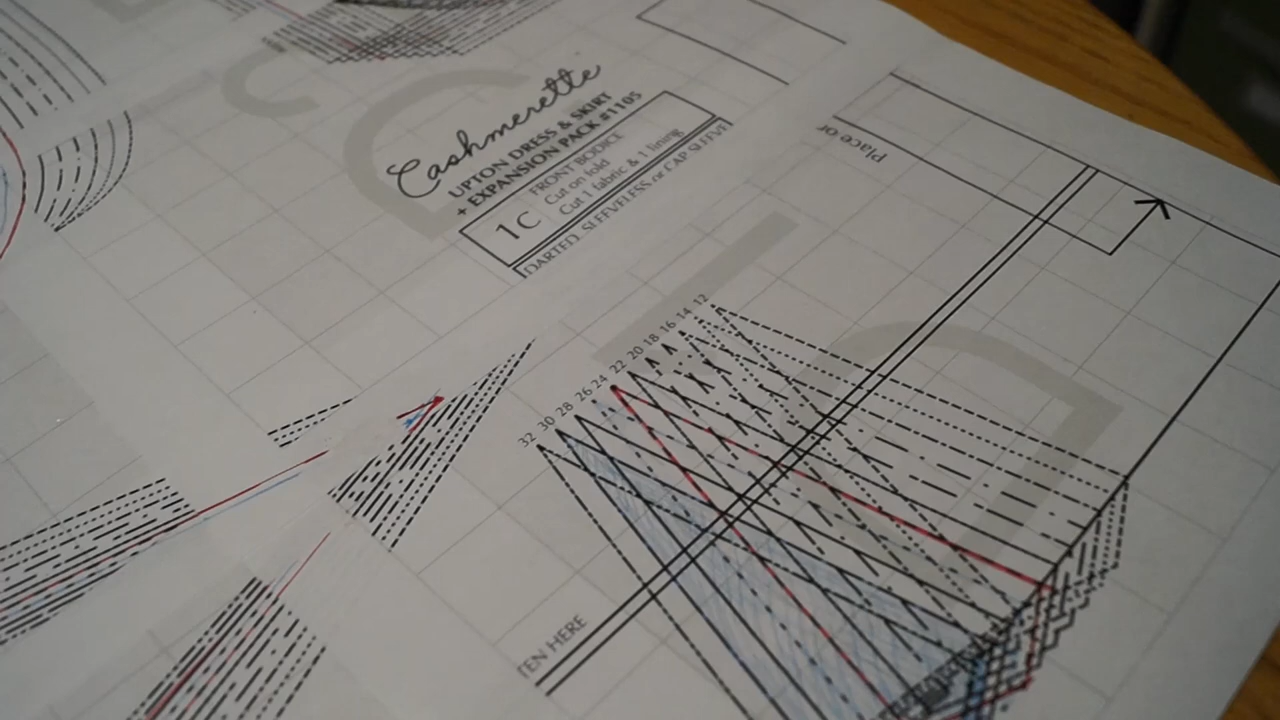 Cashmerette
UPTON DRESS & SKIRT
+ EXPANSION PACK #1105
1C
FRONT BODICE
Cut on fold
Cut 1 fabric & 1 lining
DARTED, SLEEVELESS or CAP SLEEVE
Place on
32 30 28 26 24 22 20 18 16 14 12
TEN HERE